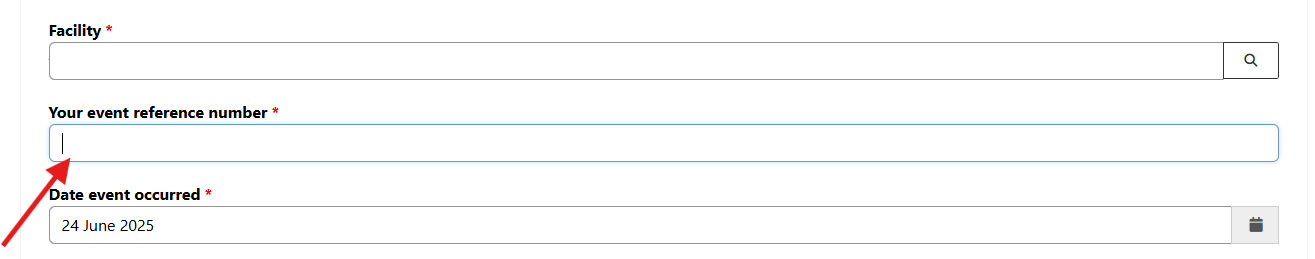 Facility *
Your event reference number *
Date event occurred *
24 June 2025